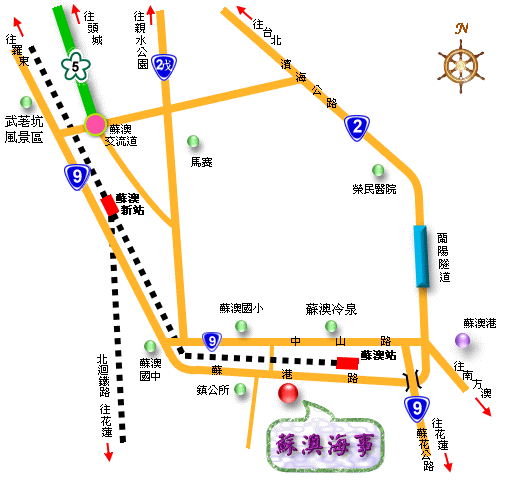 往羅東
往頭城
往親水公園
往台北
N
濱海公路
5
2戊
2
武荖坑
風景區
蘇澳
交流道
馬賽
榮民醫院
9
蘇澳
新站
蘭陽隧道
蘇澳國小
蘇澳冷泉
蘇澳港
9
中山路
蘇澳
國中
蘇澳站
北迴鐵路
往花蓮
蘇港路
鎮公所
往南方澳
9
蘇花公路
往花蓮
蘇澳海事